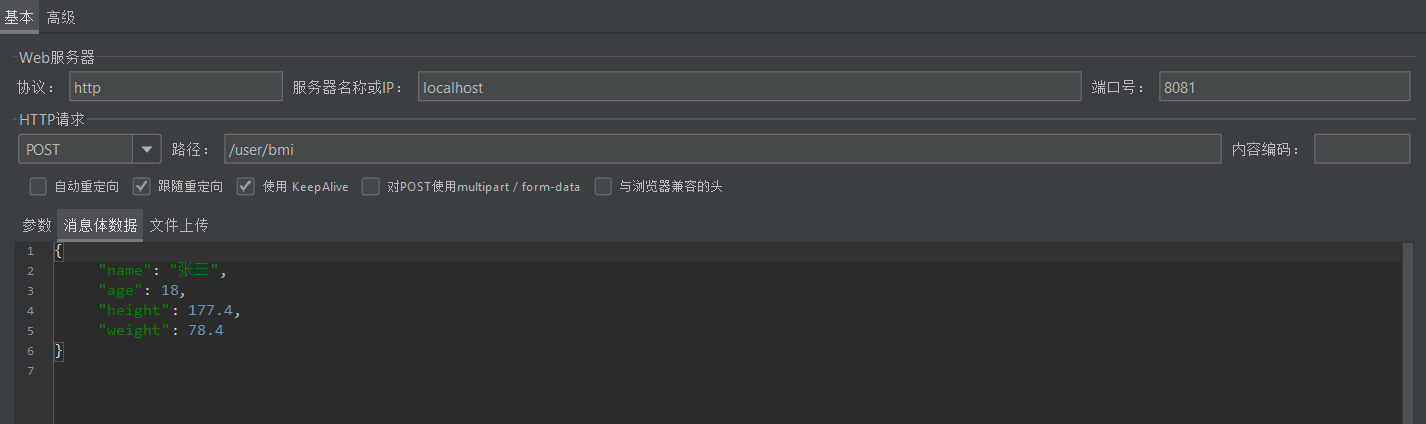 基本 高级
Web服务器
协议： http 服务器名称或IP： localhost 端口号： 8081
HTTP请求
POST 路径： /user/bmi 内容编码：
自动重定向 跟随重定向 使用 KeepAlive 对POST使用multipart / form-data 与浏览器兼容的头
参数 消息体数据 文件上传
1 {
2 "name": "张三",
3 "age": 18,
4 "height": 177.4,
5 "weight": 78.4
6 }
7